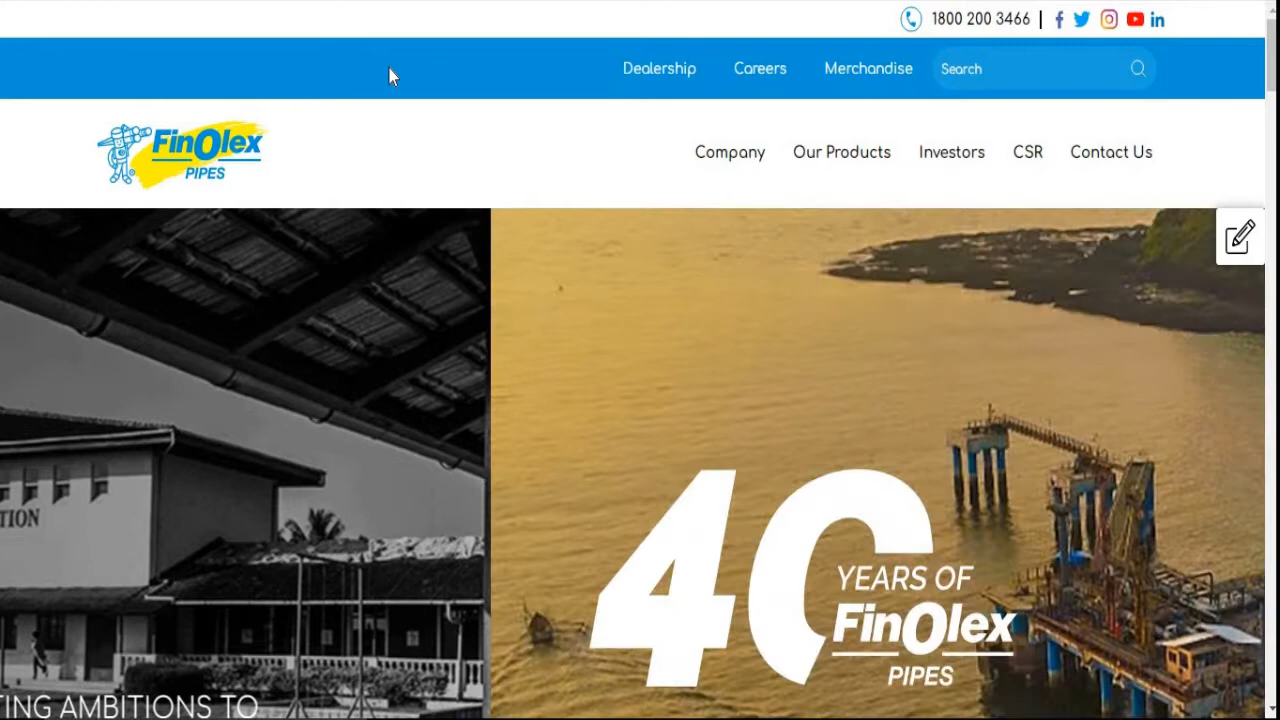 1800 200 3466 |
Dealership Careers Merchandise Search
FinOlex
PIPES
Company Our Products Investors CSR Contact Us
TION
40
YEARS OF
FinOlex
PIPES
TING AMBITIONS TO